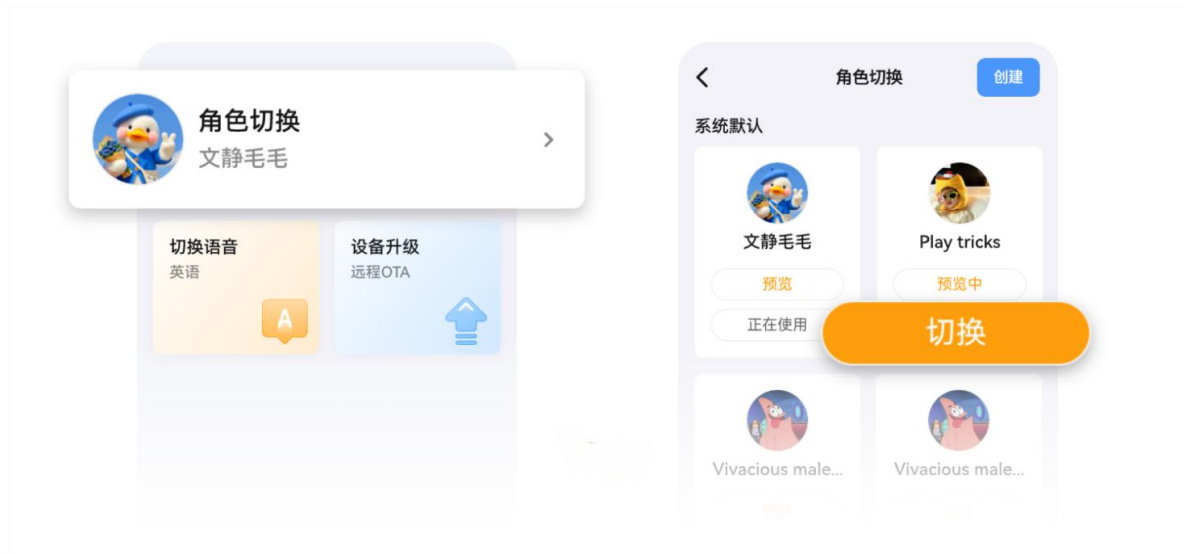 角色切换
文静毛毛
切换语音
英语
A
设备升级
远程OTA
角色切换
创建
系统默认
文静毛毛
预览
正在使用
Play tricks
预览中
切换
Vivacious male...
Vivacious male...